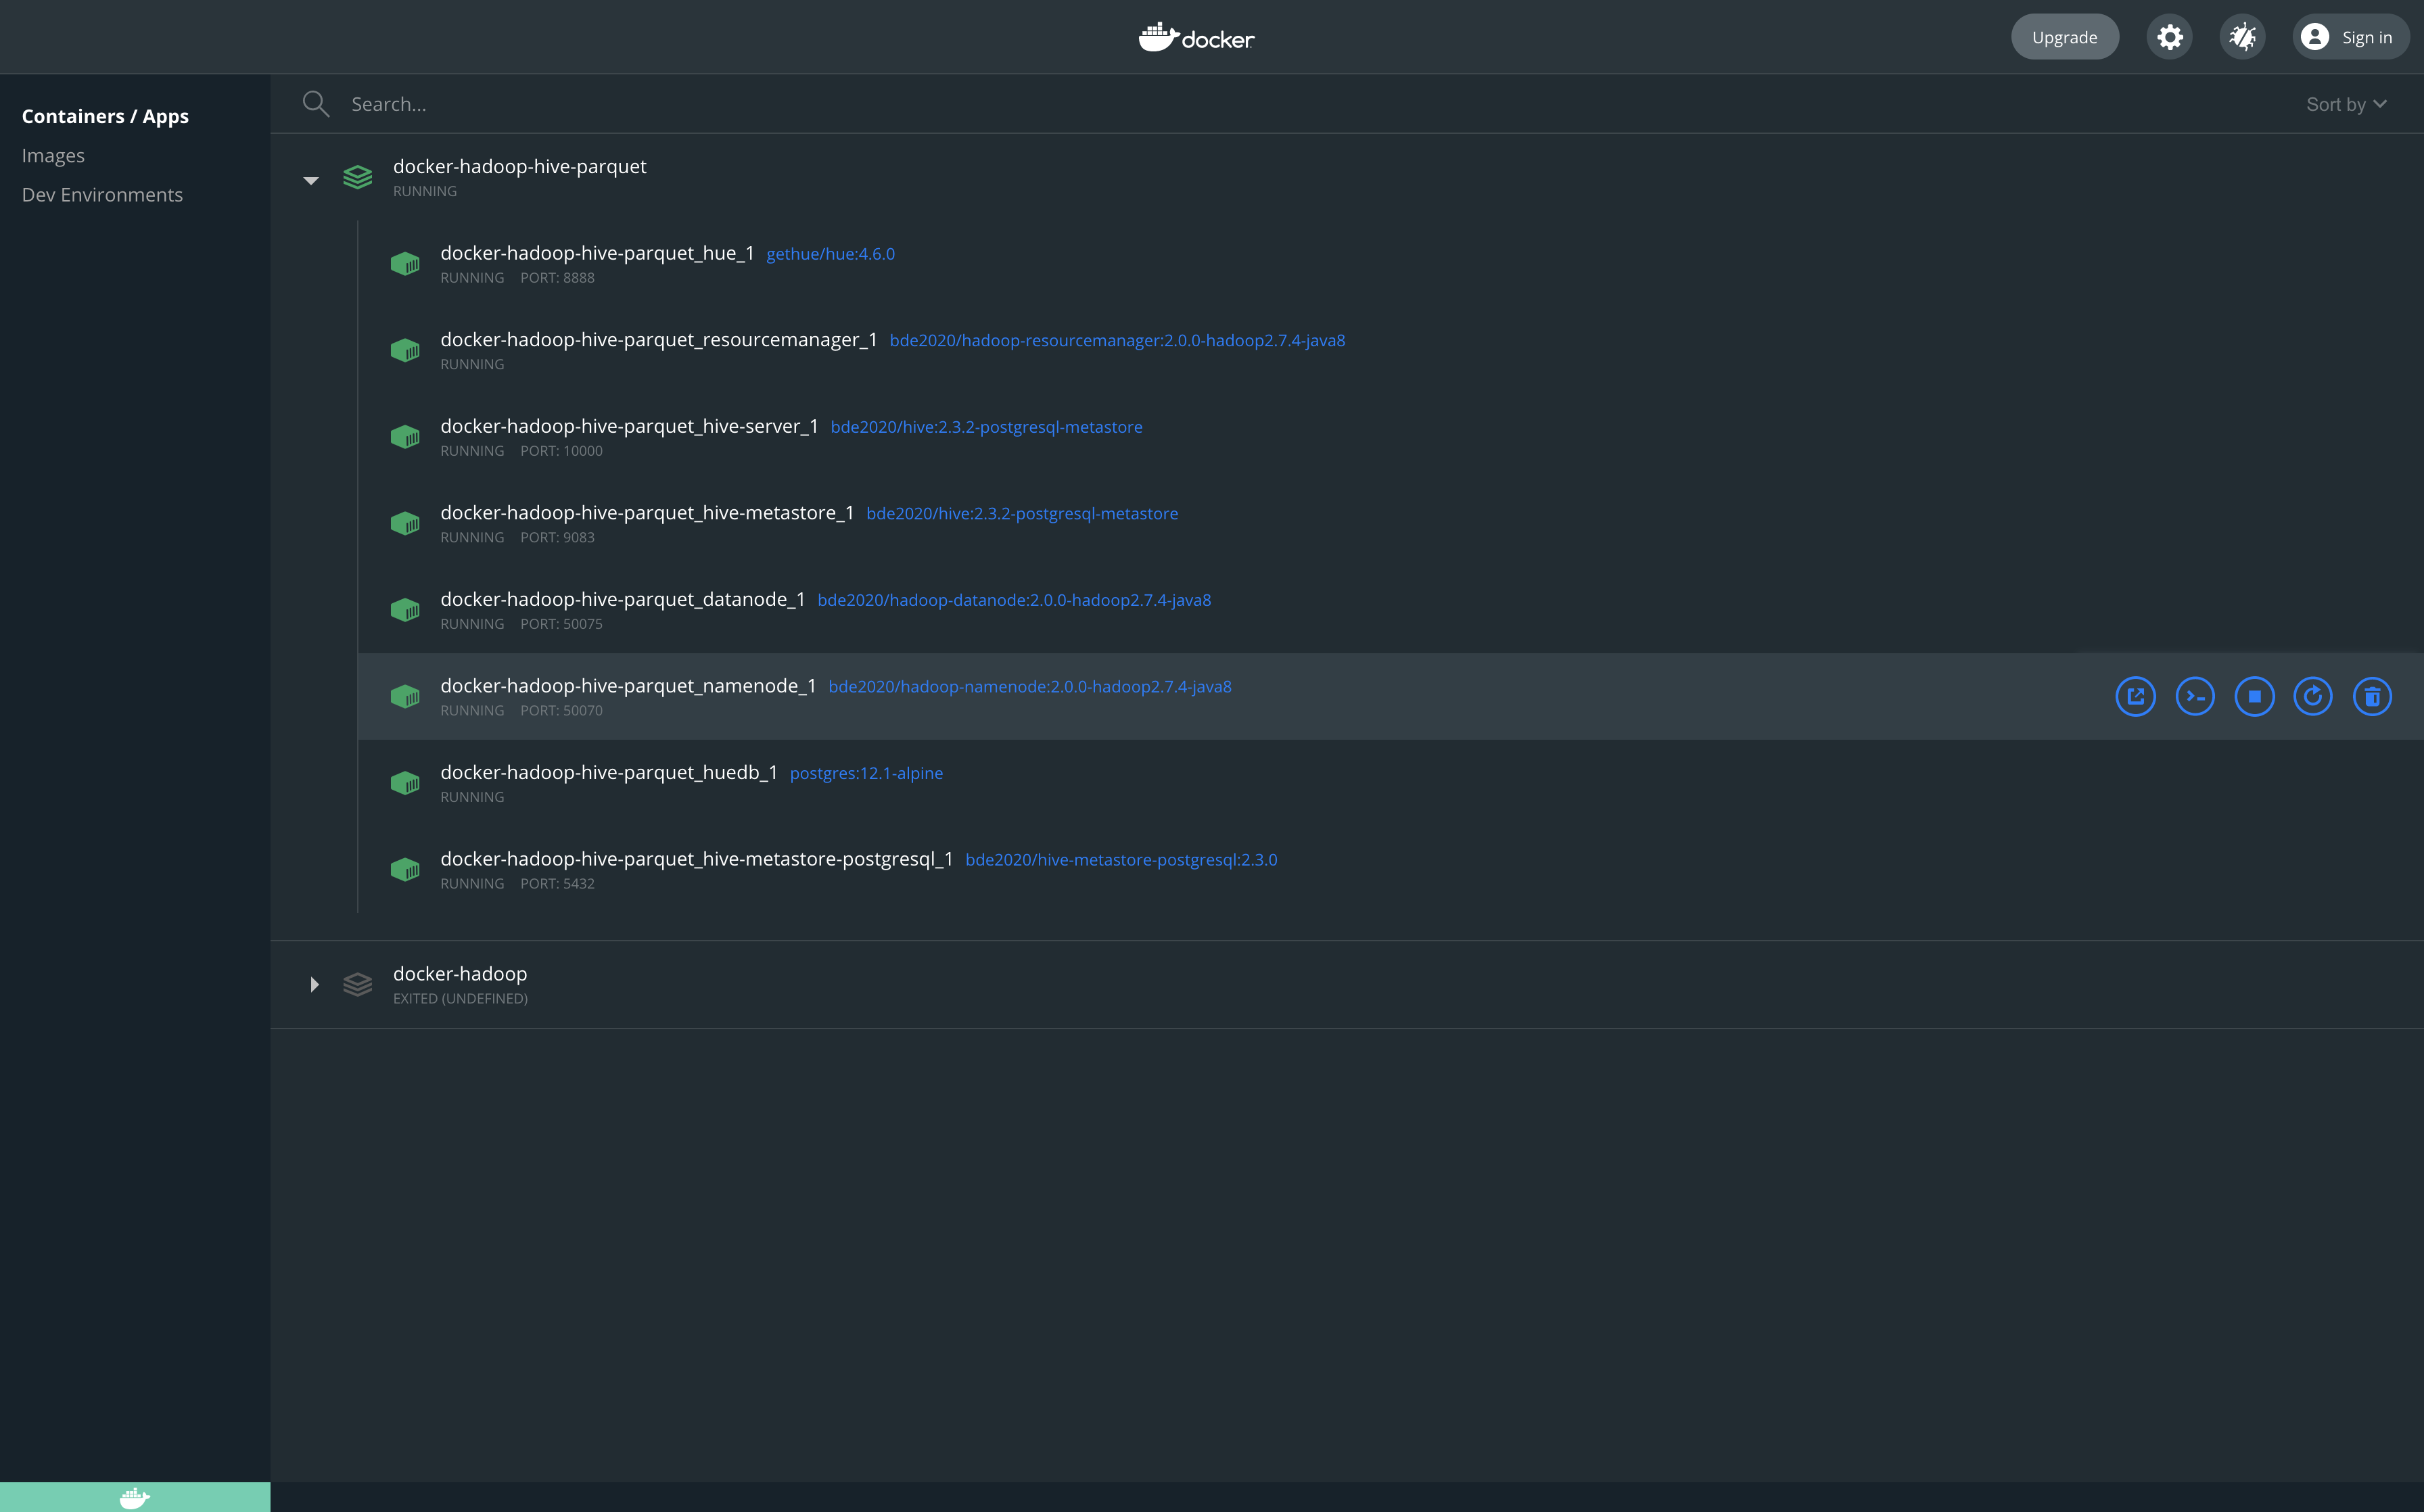 docker
Upgrade
Sign in
Containers / Apps
Images
Dev Environments
Search...
Sort by
docker-hadoop-hive-parquet
RUNNING
docker-hadoop-hive-parquet_hue_1 gethue/hue:4.6.0
RUNNING PORT: 8888
docker-hadoop-hive-parquet_resourcemanager_1 bde2020/hadoop-resourcemanager:2.0.0-hadoop2.7.4-java8
RUNNING
docker-hadoop-hive-parquet_hive-server_1 bde2020/hive:2.3.2-postgresql-metastore
RUNNING PORT: 10000
docker-hadoop-hive-parquet_hive-metastore_1 bde2020/hive:2.3.2-postgresql-metastore
RUNNING PORT: 9083
docker-hadoop-hive-parquet_datanode_1 bde2020/hadoop-datanode:2.0.0-hadoop2.7.4-java8
RUNNING PORT: 50075
docker-hadoop-hive-parquet_namenode_1 bde2020/hadoop-namenode:2.0.0-hadoop2.7.4-java8
RUNNING PORT: 50070
docker-hadoop-hive-parquet_huedb_1 postgres:12.1-alpine
RUNNING
docker-hadoop-hive-parquet_hive-metastore-postgresql_1 bde2020/hive-metastore-postgresql:2.3.0
RUNNING PORT: 5432
docker-hadoop
EXITED (UNDEFINED)